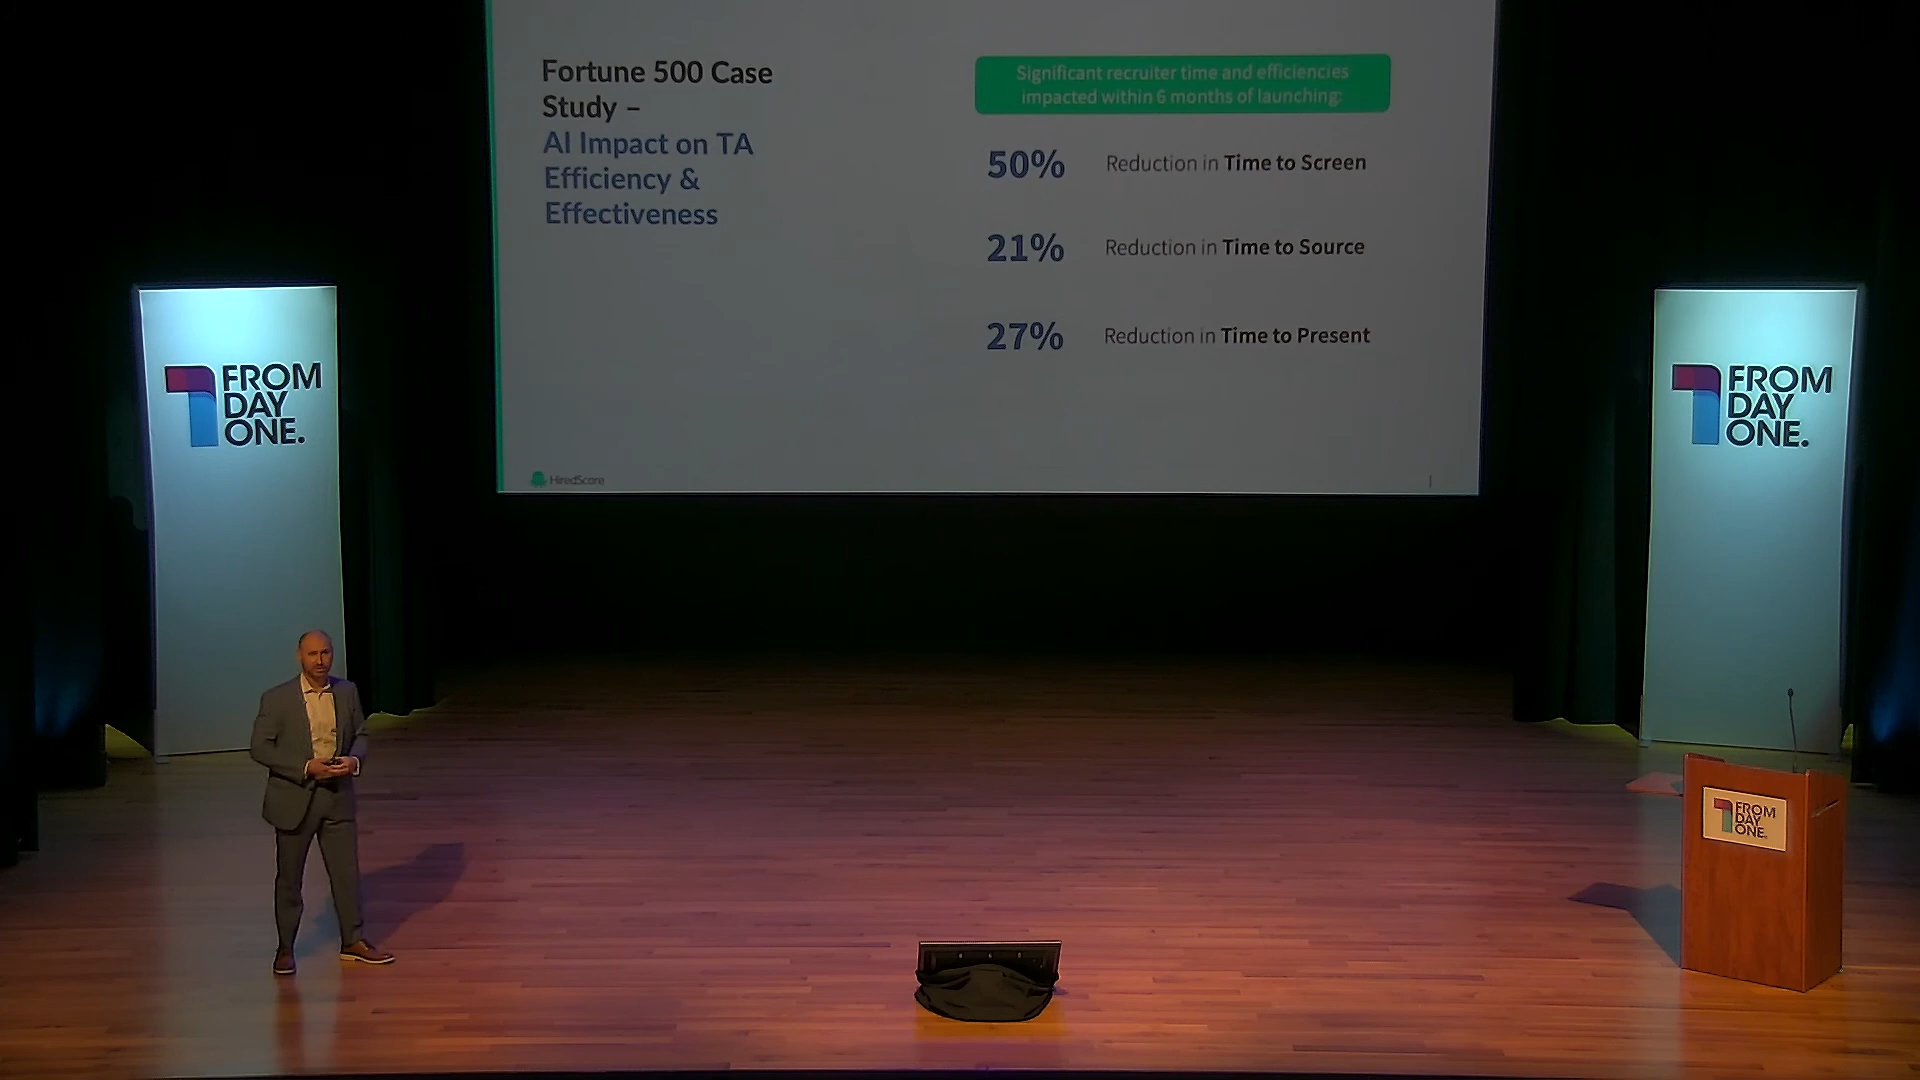 Fortune 500 Case
Study –
AI Impact on TA
Efficiency &
Effectiveness
Significant recruiter time and efficiencies
impacted within 6 months of launching:
50% Reduction in Time to Screen
21% Reduction in Time to Source
27% Reduction in Time to Present
HiredScore
FROM
DAY
ONE.
FROM
DAY
ONE.
FROM
DAY
ONE.